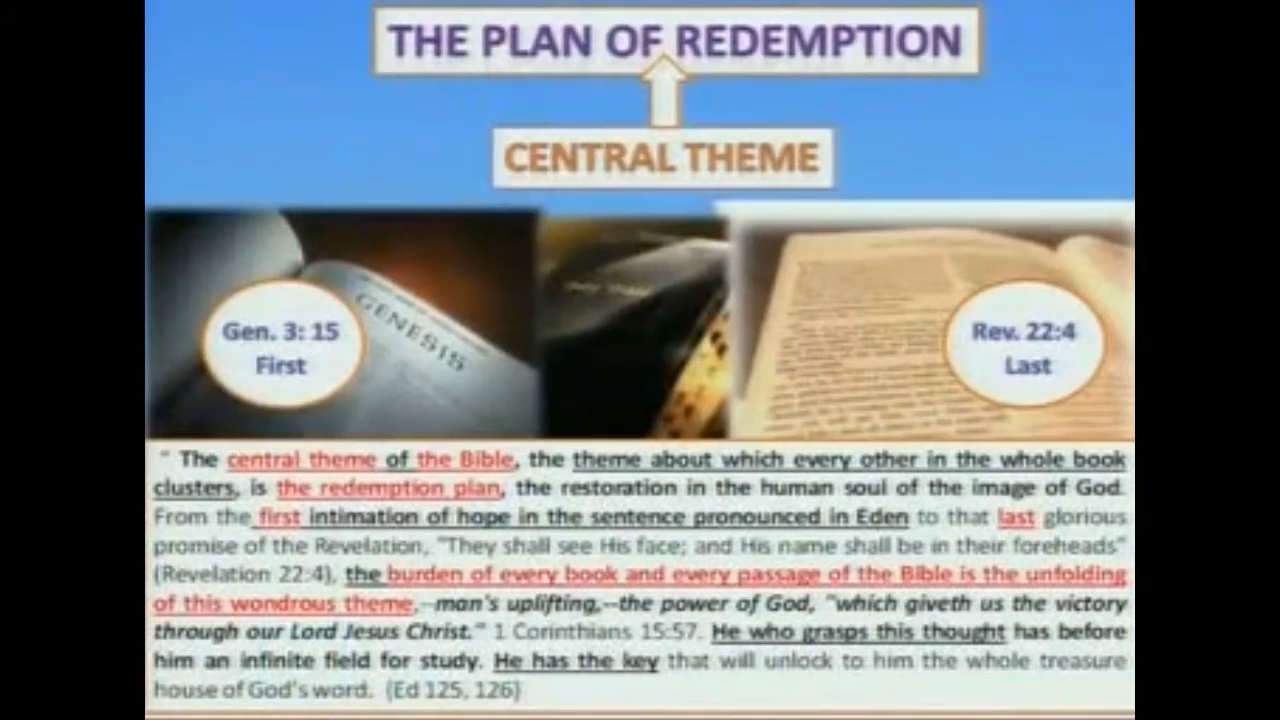 THE PLAN OF REDEMPTION
CENTRAL THEME
GENESIS
Gen. 3: 15
First
Rev. 22:4
Last
" The central theme of the Bible, the theme about which every other in the whole book
clusters, is the redemption plan, the restoration in the human soul of the image of God.
From the first intimation of hope in the sentence pronounced in Eden to that last glorious
promise of the Revelation, "They shall see His face; and His name shall be in their foreheads"
(Revelation 22:4), the burden of every book and every passage of the Bible is the unfolding
of this wondrous theme,--man's uplifting,--the power of God, "which giveth us the victory
through our Lord Jesus Christ." 1 Corinthians 15:57. He who grasps this thought has before
him an infinite field for study. He has the key that will unlock to him the whole treasure
house of God's word. (Ed 125, 126)